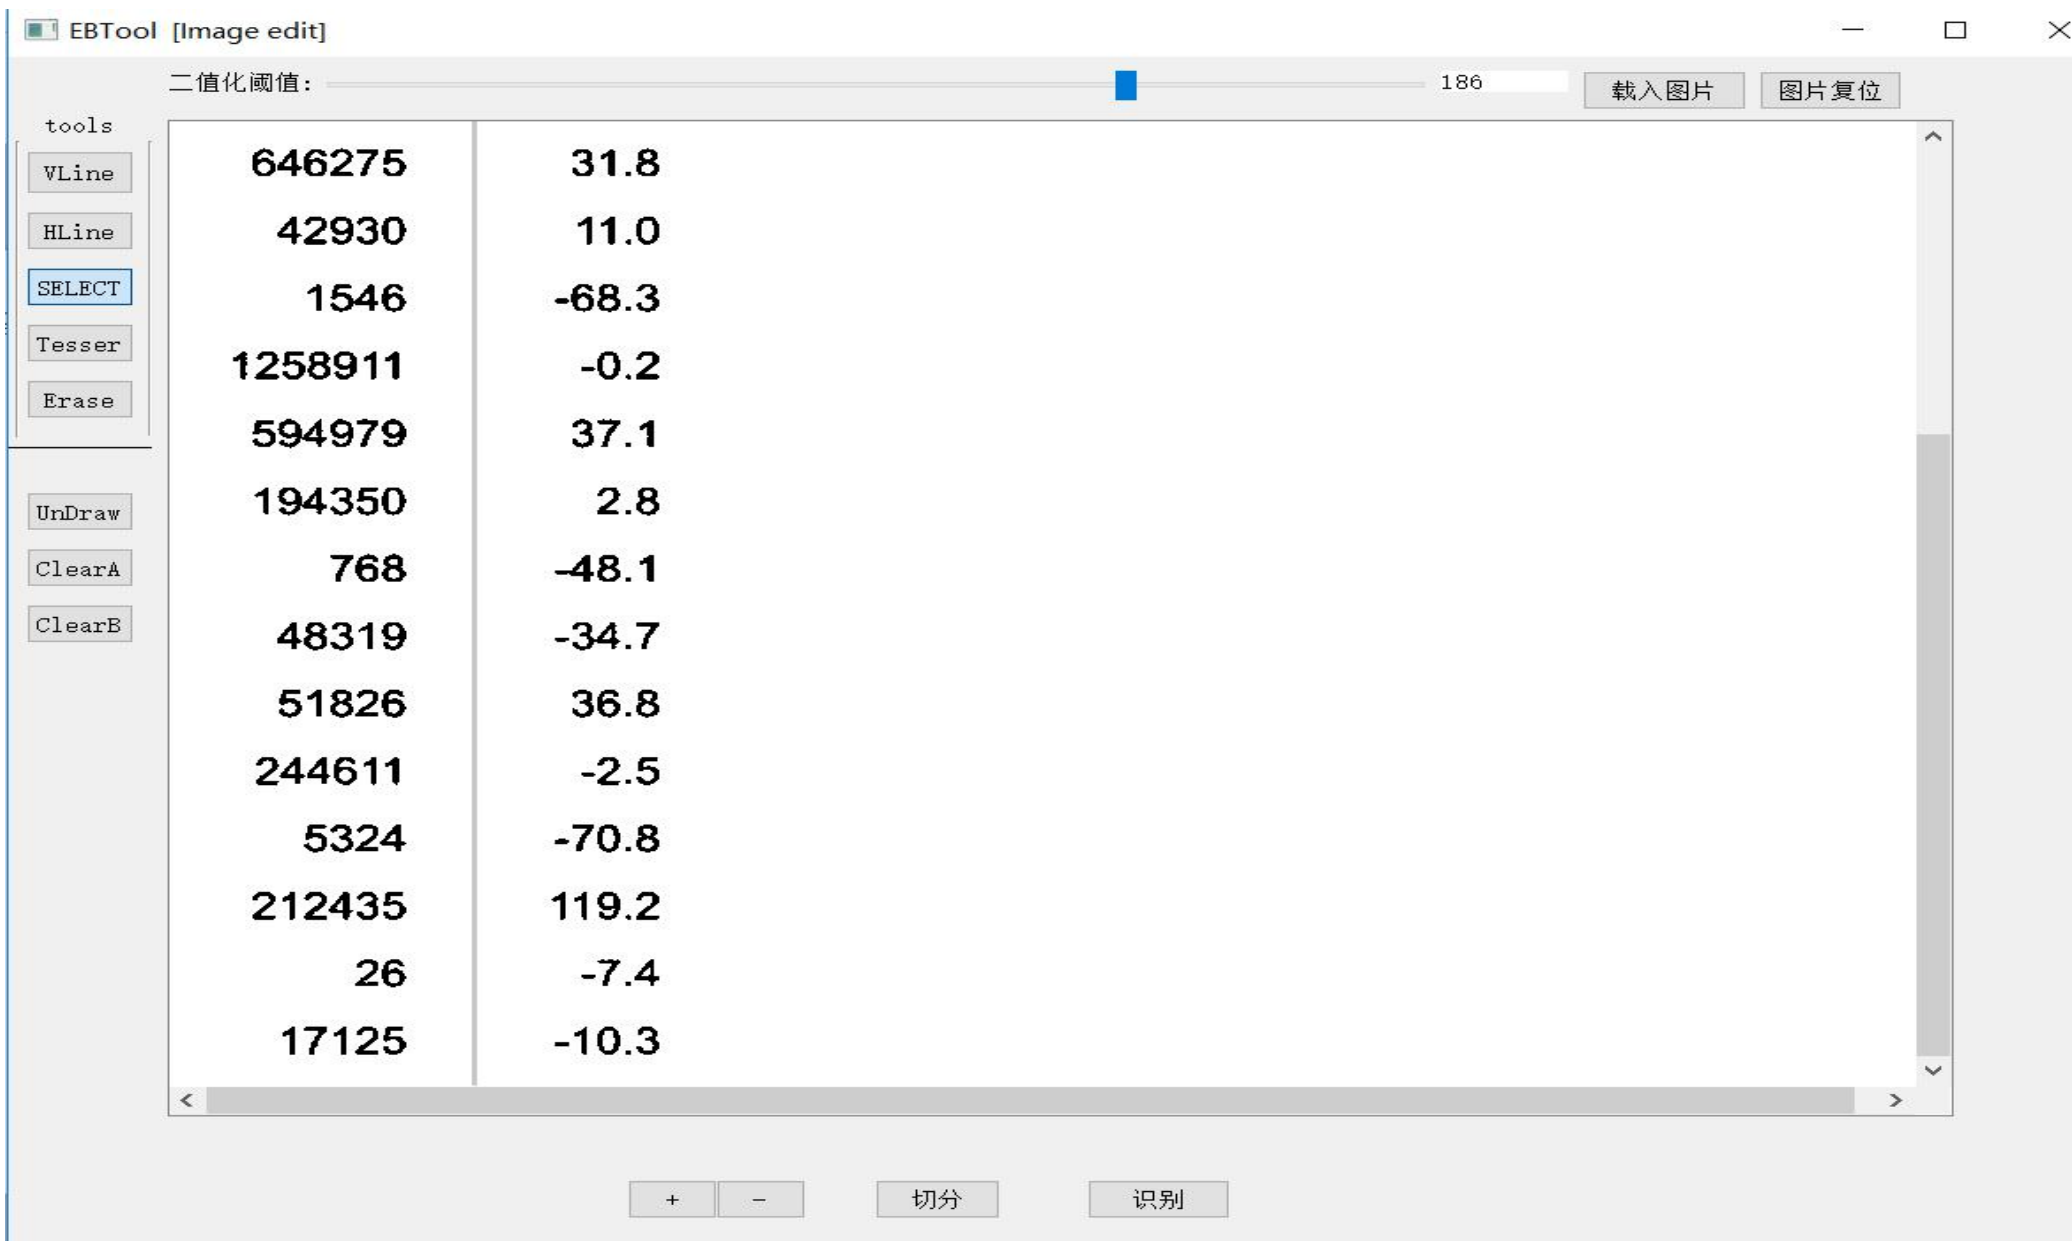 EBTool [Image edit]
二值化阈值: 186 载入图片 图片复位
tools
VLine
HLine
SELECT
Tesser
Erase
UnDraw
ClearA
ClearB
646275 31.8
42930 11.0
1546 -68.3
1258911 -0.2
594979 37.1
194350 2.8
768 -48.1
48319 -34.7
51826 36.8
244611 -2.5
5324 -70.8
212435 119.2
26 -7.4
17125 -10.3
+ - 切分 识别